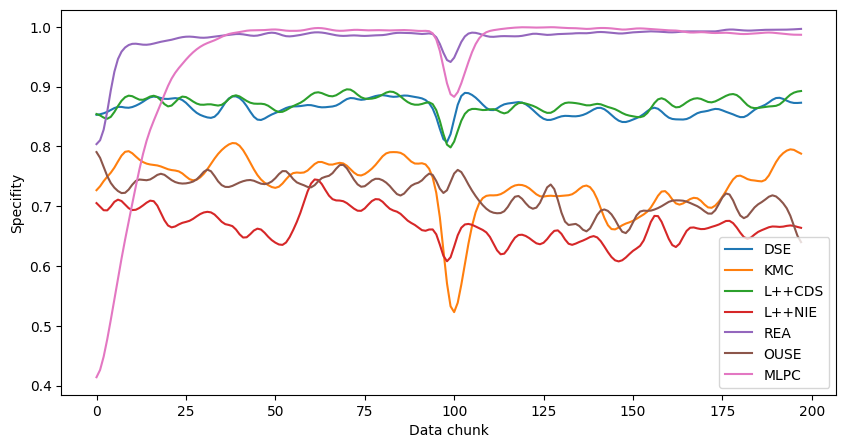 1.0
0.9
0.8
0.7
0.6
0.5
0.4
Specifity
0
25
50
75
100
125
150
175
200
Data chunk
DSE
KMC
L++CDS
L++NIE
REA
OUSE
MLPC